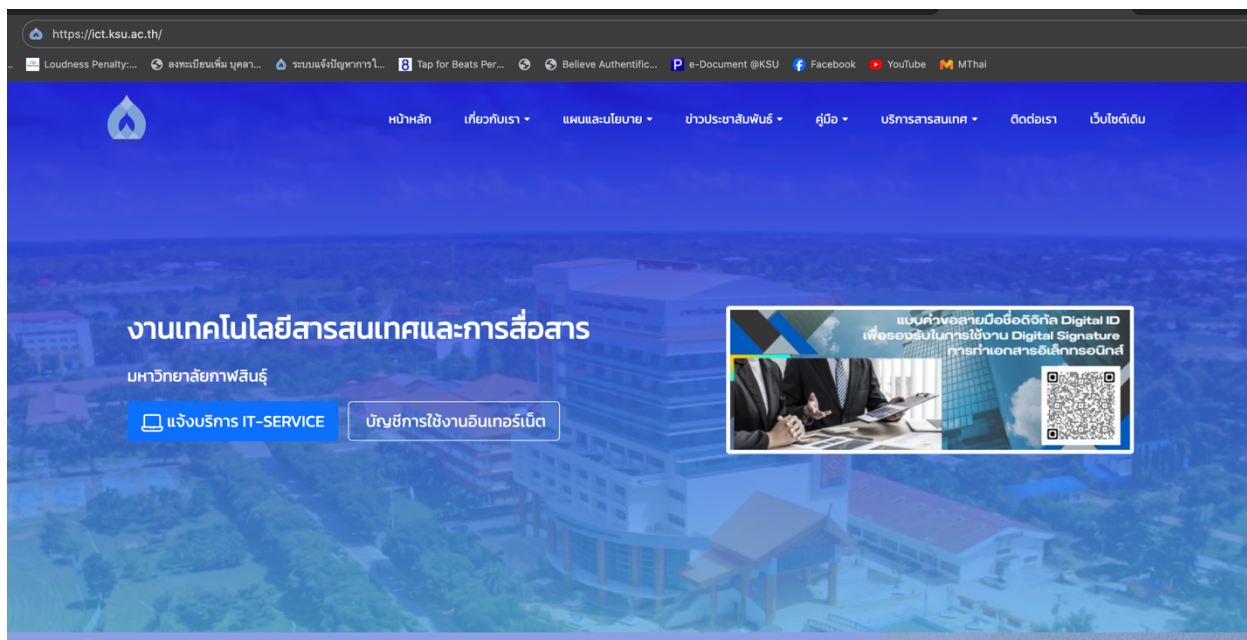 https://ict.ksu.ac.th/
Loudness Penalty:... ลงทะเบียนเพิ่ม บุคลา... ระบบแจ้งปัญหาการใ... Tap for Beats Per... Believe Authentific... e-Document @KSU Facebook YouTube MThai
หน้าหลัก เกี่ยวกับเรา แผนและนโยบาย ข่าวประชาสัมพันธ์ คู่มือ บริการสารสนเทศ ติดต่อเรา เว็บไซต์เดิม
งานเทคโนโลยีสารสนเทศและการสื่อสาร
มหาวิทยาลัยกาฬสินธุ์
แจ้งบริการ IT-SERVICE บัญชีการใช้งานอินเทอร์เน็ต
แบบคำขอลายมือชื่อดิจิทัล Digital ID
เพื่อรองรับในการใช้งาน Digital Signature
การทำเอกสารอิเล็กทรอนิกส์